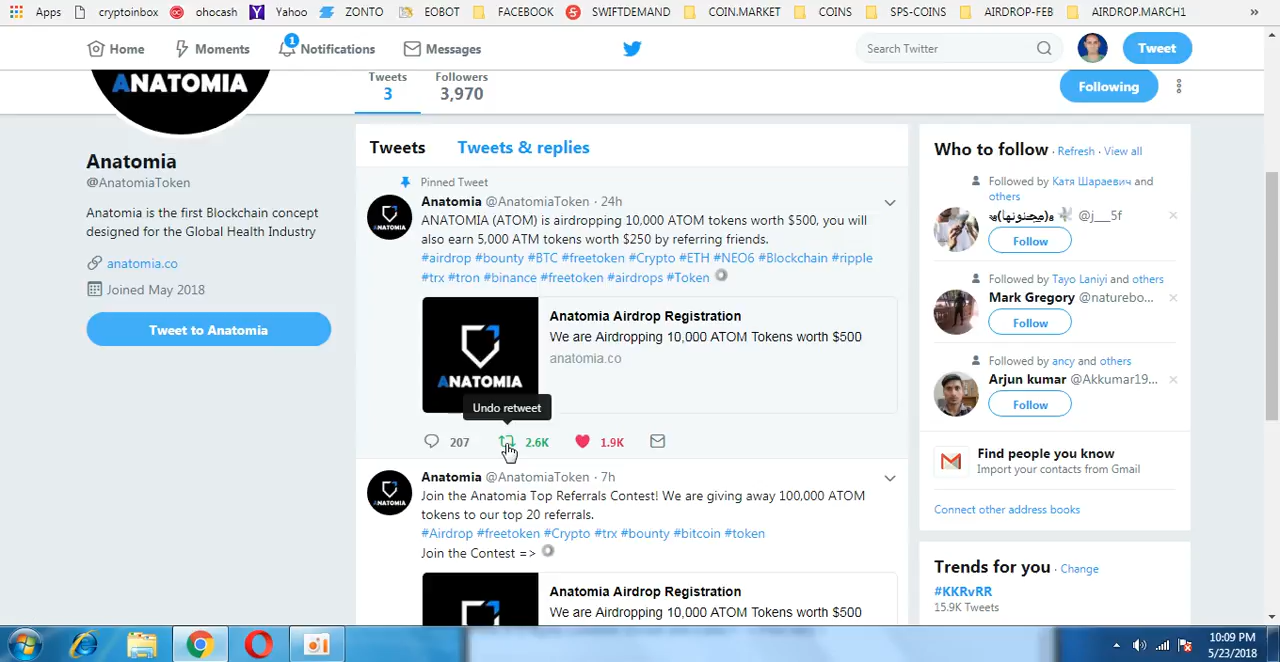 Apps cryptoinbox ohocash Yahoo ZONTO EOBOT FACEBOOK SWIFTDEMAND COIN.MARKET COINS SPS-COINS AIRDROP-FEB AIRDROP.MARCH1 »
Home Moments 1 Notifications Messages Search Twitter Tweet
ANATOMIA
Tweets Followers
3 3,970
Following
Anatomia
@AnatomiaToken
Anatomia is the first Blockchain concept
designed for the Global Health Industry
anatomia.co
Joined May 2018
Tweet to Anatomia
Tweets Tweets & replies
Pinned Tweet
Anatomia @AnatomiaToken · 24h
ANATOMIA (ATOM) is airdropping 10,000 ATOM tokens worth $500, you will
also earn 5,000 ATM tokens worth $250 by referring friends.
#airdrop #bounty #BTC #freetoken #Crypto #ETH #NEO6 #Blockchain #ripple
#trx #tron #binance #freetoken #airdrops #Token
ANATOMIA
Anatomia Airdrop Registration
We are Airdropping 10,000 ATOM Tokens worth $500
anatomia.co
Undo retweet
207 2.6K 1.9K
Anatomia @AnatomiaToken · 7h
Join the Anatomia Top Referrals Contest! We are giving away 100,000 ATOM
tokens to our top 20 referrals.
#Airdrop #freetoken #Crypto #trx #bounty #bitcoin #token
Join the Contest =>
Anatomia Airdrop Registration
We are Airdropping 10,000 ATOM Tokens worth $500
Who to follow · Refresh · View all
Followed by Катя Шараевич and
others
@j___5f
Follow
Followed by Tayo Laniyi and others
Mark Gregory @naturebo...
Follow
Followed by ancy and others
Arjun kumar @Akkumar19...
Follow
Find people you know
Import your contacts from Gmail
Connect other address books
Trends for you · Change
#KKRvRR
15.9K Tweets
10:09 PM
5/23/2018